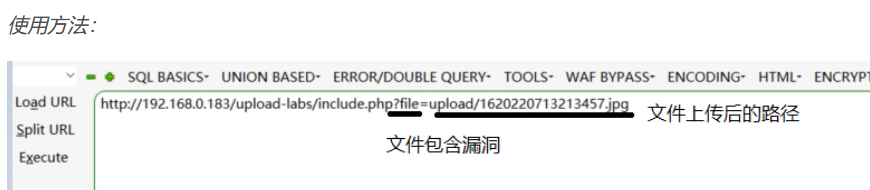 使用方法：
SQL BASICS- UNION BASED- ERROR/DOUBLE QUERY- TOOLS- WAF BYPASS- ENCODING- HTML- ENCRYPT
Load URL
http://192.168.0.183/upload-labs/include.php?file=upload/1620220713213457.jpg
文件上传后的路径
Split URL
文件包含漏洞
Execute